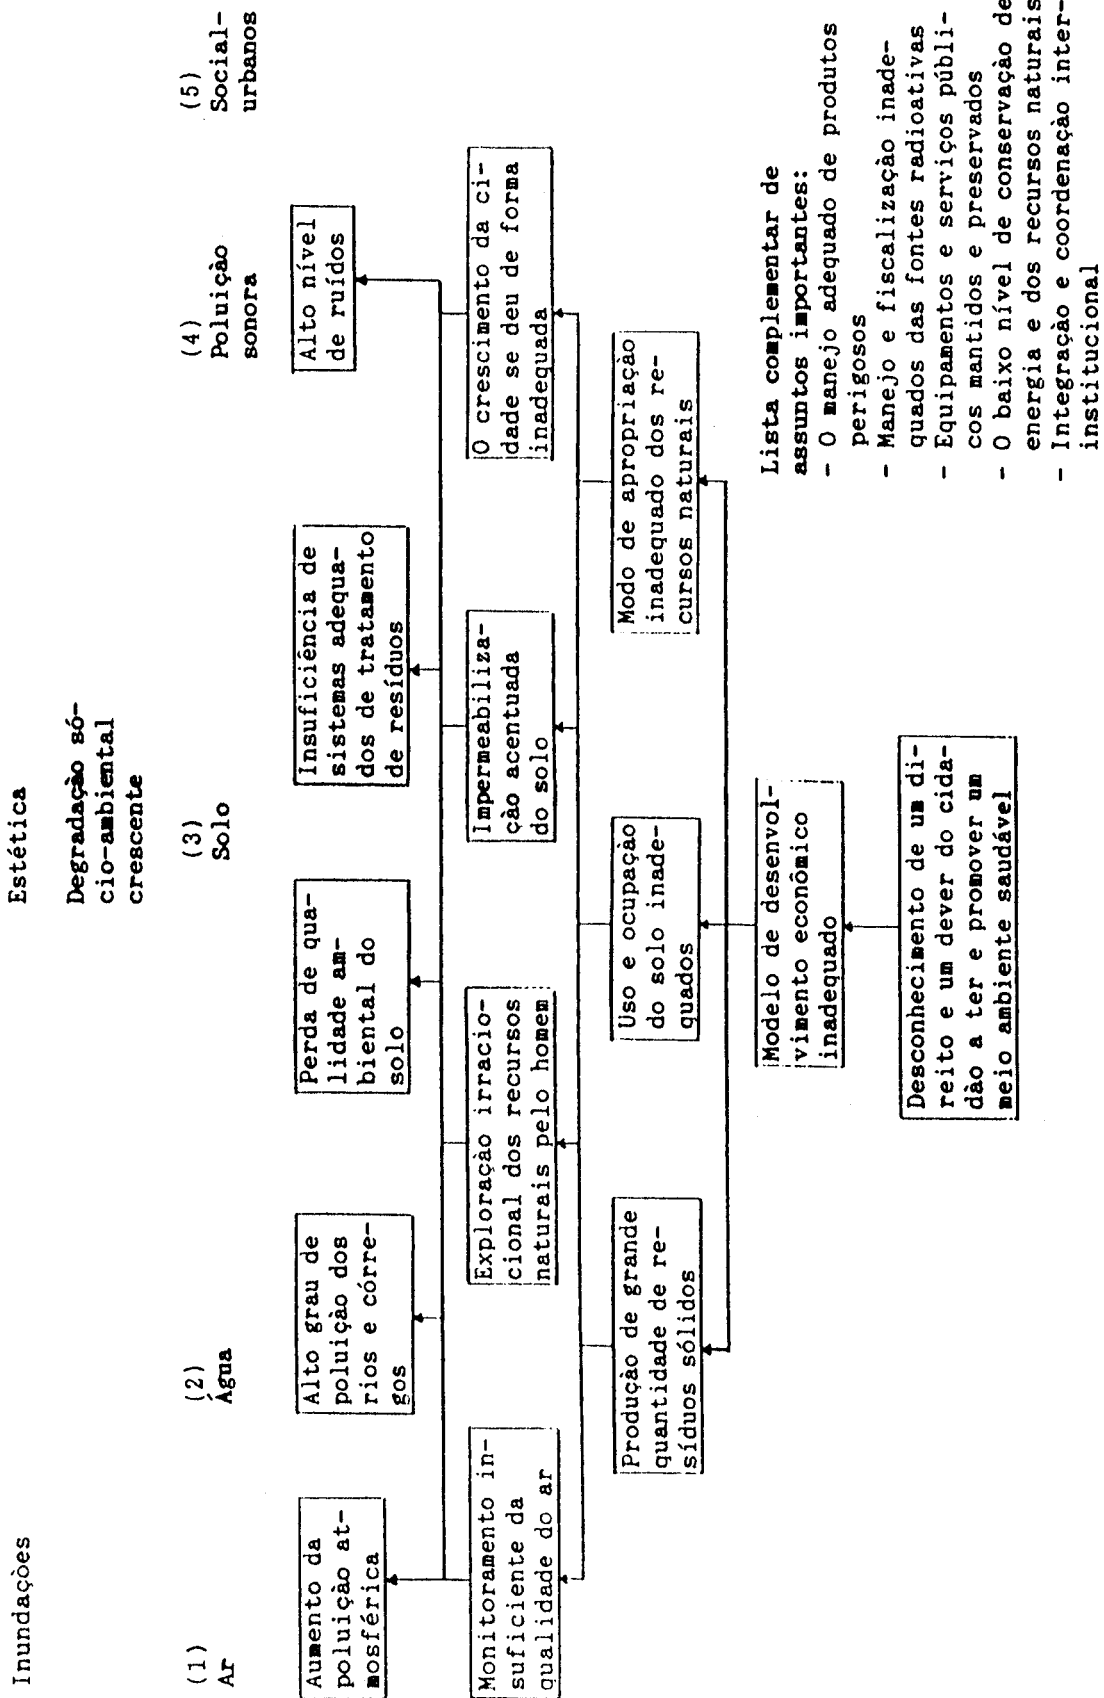 Inundações
Estética
Degradação só-
cio-ambiental
crescente
(1)
Ar
(2)
Água
(3)
Solo
(4)
Poluição
sonora
(5)
Social-
urbanos
Aumento da
poluição at-
mosférica
Alto grau de
poluição dos
rios e córre-
gos
Perda de qua-
lidade am-
biental do
solo
Insuficiência de
sistemas adequa-
dos de tratamento
de resíduos
Alto nível
de ruídos
Monitoramento in-
suficiente da
qualidade do ar
Exploração irracio-
cional dos recursos
naturais pelo homem
Impermeabiliza-
ção acentuada
do solo
O crescimento da ci-
dade se deu de forma
inadequada
Produção de grande
quantidade de re-
síduos sólidos
Uso e ocupação
do solo inade-
quados
Modo de apropriação
inadequado dos re-
cursos naturais
Modelo de desenvol-
vimento econômico
inadequado
Desconhecimento de um di-
reito e um dever do cida-
dão a ter e promover um
meio ambiente saudável
Lista complementar de
assuntos importantes:
- O manejo adequado de produtos
perigosos
- Manejo e fiscalização inade-
quados das fontes radioativas
- Equipamentos e serviços públi-
cos mantidos e preservados
- O baixo nível de conservação de
energia e dos recursos naturais
- Integração e coordenação inter-
institucional